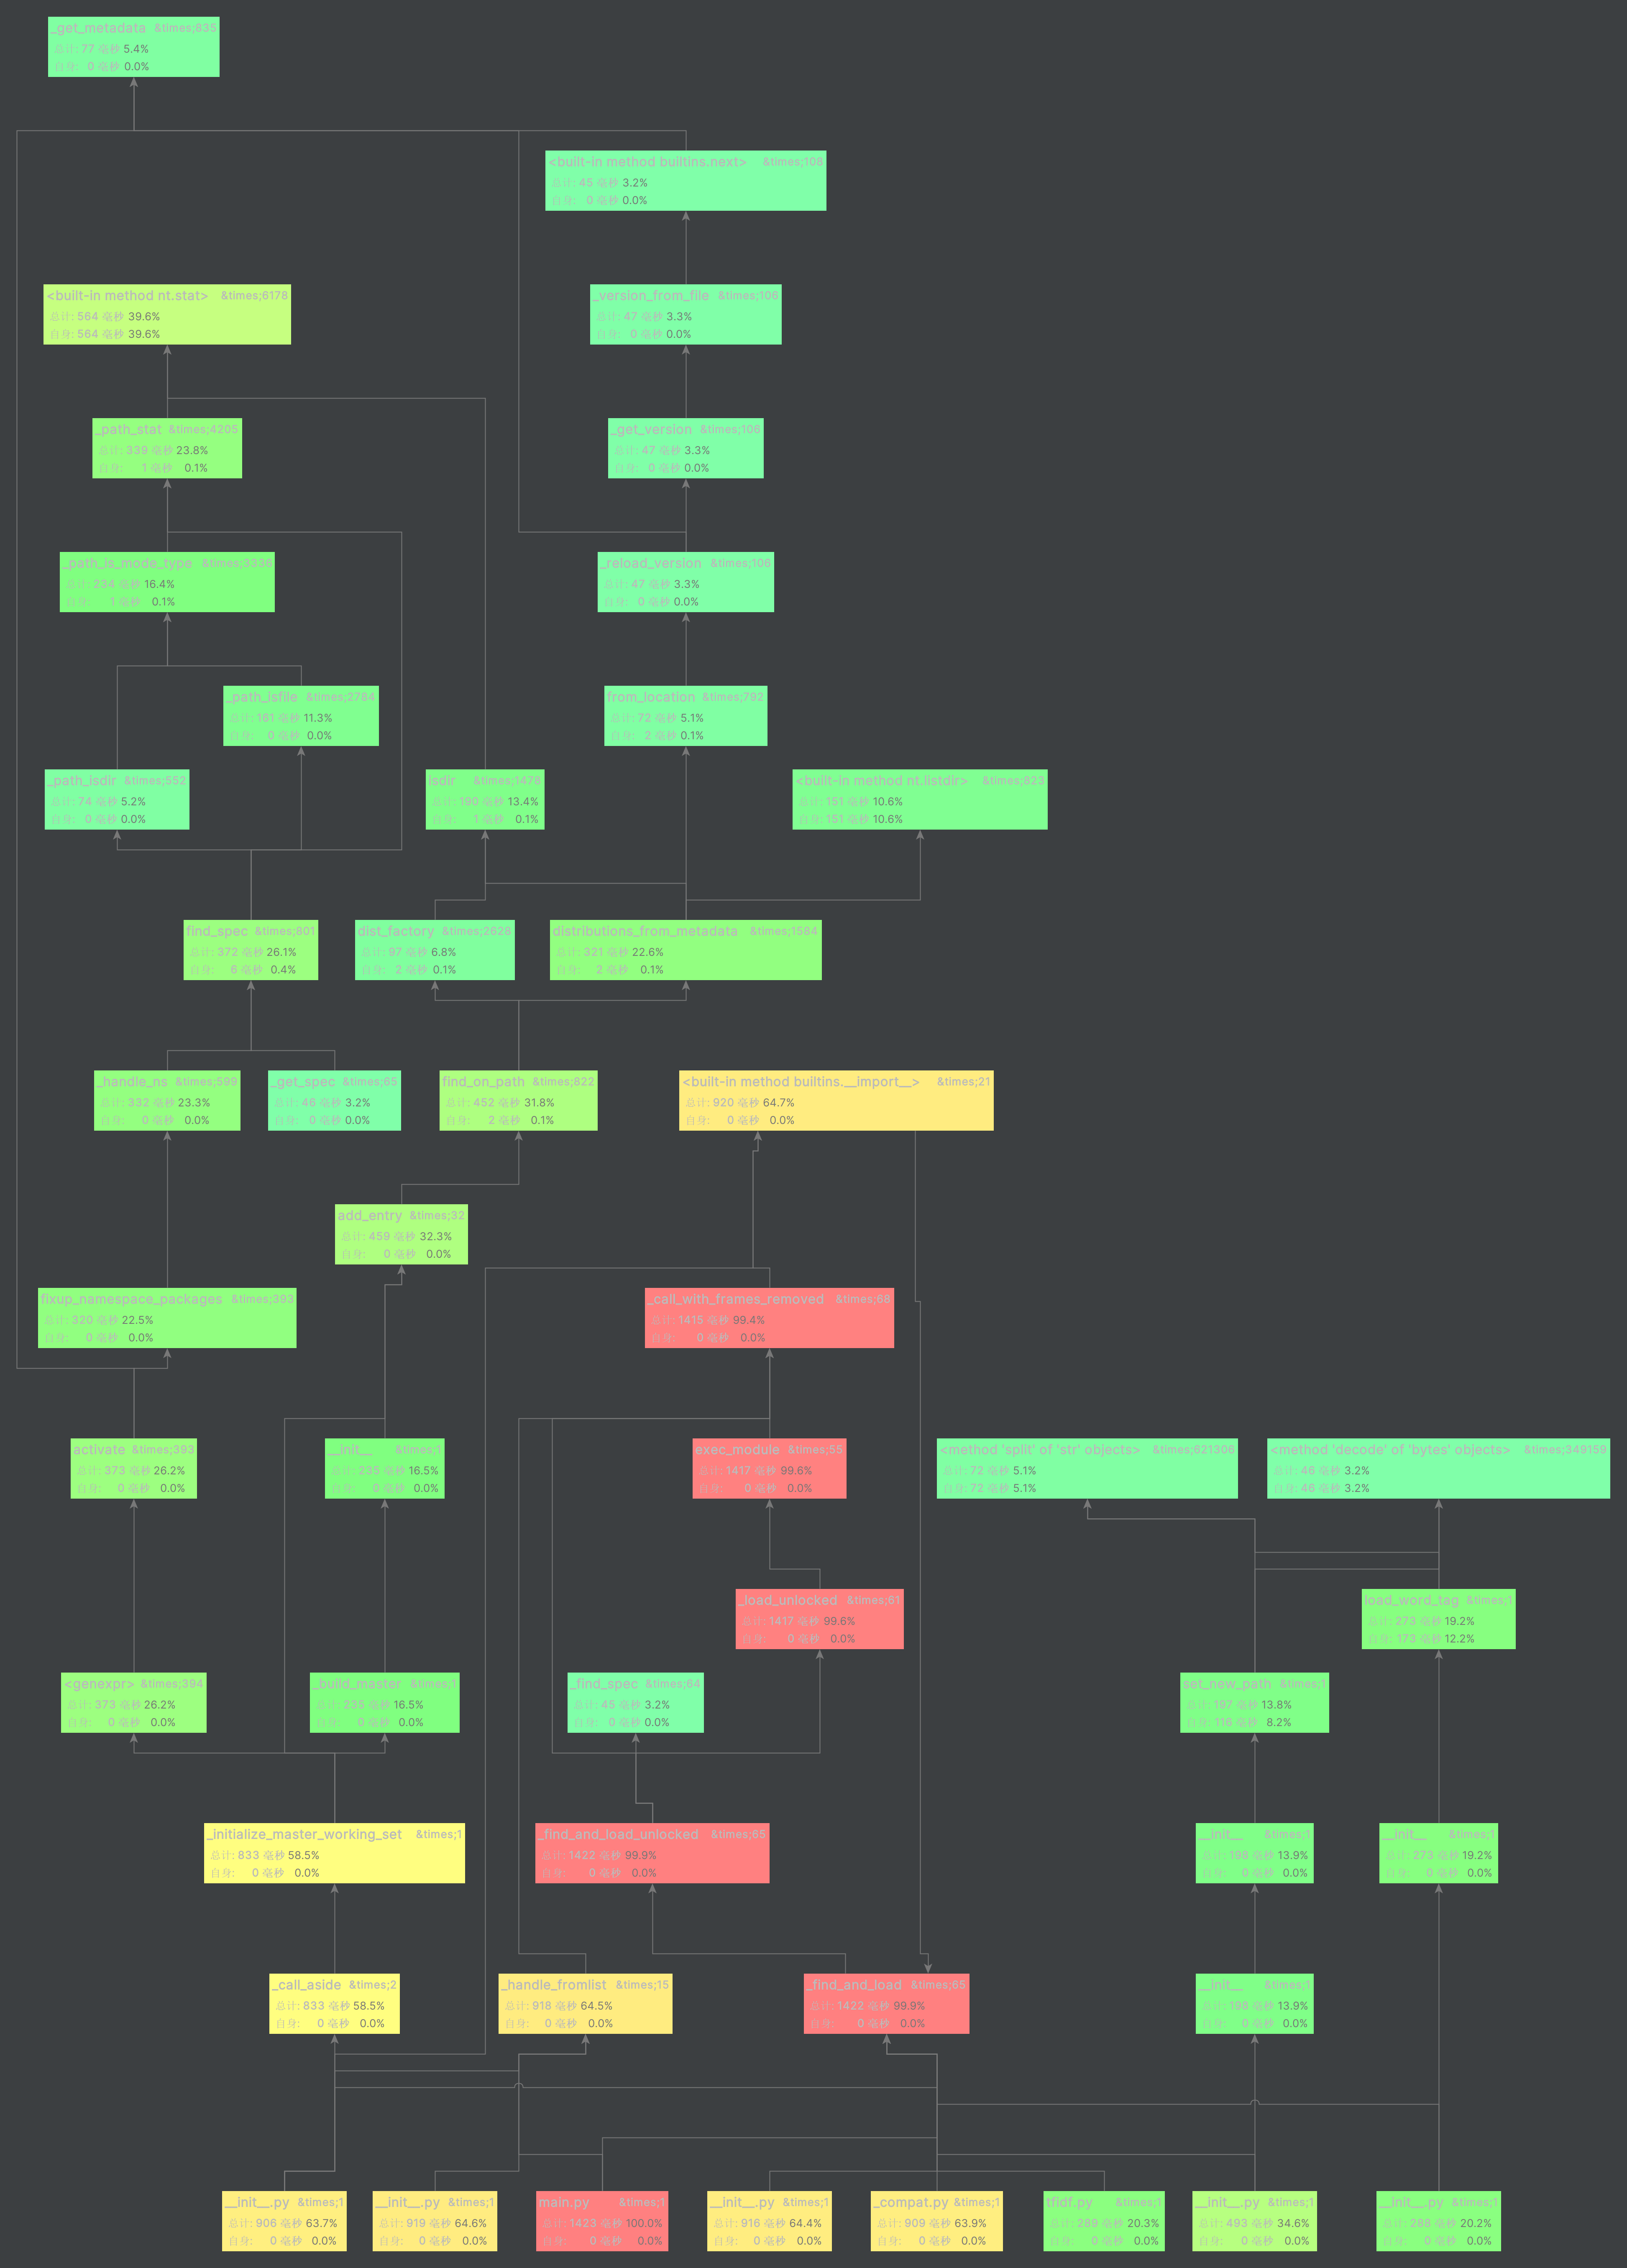 _get_metadata &times;835
总计: 77 毫秒 5.4%
自身: 0 毫秒 0.0%
<built-in method builtins.next> &times;108
总计: 45 毫秒 3.2%
自身: 0 毫秒 0.0%
<built-in method nt.stat> &times;6178
总计: 564 毫秒 39.6%
自身: 564 毫秒 39.6%
_version_from_file &times;106
总计: 47 毫秒 3.3%
自身: 0 毫秒 0.0%
_path_stat &times;4205
总计: 339 毫秒 23.8%
自身: 1 毫秒 0.1%
_get_version &times;106
总计: 47 毫秒 3.3%
自身: 0 毫秒 0.0%
_path_is_mode_type &times;3336
总计: 234 毫秒 16.4%
自身: 1 毫秒 0.1%
_reload_version &times;106
总计: 47 毫秒 3.3%
自身: 0 毫秒 0.0%
_path_isfile &times;2784
总计: 161 毫秒 11.3%
自身: 0 毫秒 0.0%
from_location &times;792
总计: 72 毫秒 5.1%
自身: 2 毫秒 0.1%
_path_isdir &times;552
总计: 74 毫秒 5.2%
自身: 0 毫秒 0.0%
isdir &times;1476
总计: 190 毫秒 13.4%
自身: 1 毫秒 0.1%
<built-in method nt.listdir> &times;823
总计: 151 毫秒 10.6%
自身: 151 毫秒 10.6%
find_spec &times;801
总计: 372 毫秒 26.1%
自身: 6 毫秒 0.4%
dist_factory &times;2628
总计: 97 毫秒 6.8%
自身: 2 毫秒 0.1%
distributions_from_metadata &times;1584
总计: 321 毫秒 22.6%
自身: 2 毫秒 0.1%
_handle_ns &times;599
总计: 332 毫秒 23.3%
自身: 0 毫秒 0.0%
_get_spec &times;65
总计: 46 毫秒 3.2%
自身: 0 毫秒 0.0%
find_on_path &times;822
总计: 452 毫秒 31.8%
自身: 2 毫秒 0.1%
<built-in method builtins.__import__> &times;21
总计: 920 毫秒 64.7%
自身: 0 毫秒 0.0%
add_entry &times;32
总计: 459 毫秒 32.3%
自身: 0 毫秒 0.0%
fixup_namespace_packages &times;393
总计: 320 毫秒 22.5%
自身: 0 毫秒 0.0%
_call_with_frames_removed &times;68
总计: 1415 毫秒 99.4%
自身: 0 毫秒 0.0%
activate &times;393
总计: 373 毫秒 26.2%
自身: 0 毫秒 0.0%
__init__ &times;1
总计: 235 毫秒 16.5%
自身: 0 毫秒 0.0%
exec_module &times;55
总计: 1417 毫秒 99.6%
自身: 0 毫秒 0.0%
<method 'split' of 'str' objects> &times;621306
总计: 72 毫秒 5.1%
自身: 72 毫秒 5.1%
<method 'decode' of 'bytes' objects> &times;349159
总计: 46 毫秒 3.2%
自身: 46 毫秒 3.2%
_load_unlocked &times;61
总计: 1417 毫秒 99.6%
自身: 0 毫秒 0.0%
load_word_tag &times;1
总计: 273 毫秒 19.2%
自身: 173 毫秒 12.2%
<genexpr> &times;394
总计: 373 毫秒 26.2%
自身: 0 毫秒 0.0%
_build_master &times;1
总计: 235 毫秒 16.5%
自身: 0 毫秒 0.0%
_find_spec &times;64
总计: 45 毫秒 3.2%
自身: 0 毫秒 0.0%
set_new_path &times;1
总计: 197 毫秒 13.8%
自身: 116 毫秒 8.2%
_initialize_master_working_set &times;1
总计: 833 毫秒 58.5%
自身: 0 毫秒 0.0%
_find_and_load_unlocked &times;65
总计: 1422 毫秒 99.9%
自身: 0 毫秒 0.0%
__init__ &times;1
总计: 198 毫秒 13.9%
自身: 0 毫秒 0.0%
__init__ &times;1
总计: 273 毫秒 19.2%
自身: 0 毫秒 0.0%
_call_aside &times;2
总计: 833 毫秒 58.5%
自身: 0 毫秒 0.0%
_handle_fromlist &times;15
总计: 918 毫秒 64.5%
自身: 0 毫秒 0.0%
_find_and_load &times;65
总计: 1422 毫秒 99.9%
自身: 0 毫秒 0.0%
__init__ &times;1
总计: 198 毫秒 13.9%
自身: 0 毫秒 0.0%
__init__.py &times;1
总计: 906 毫秒 63.7%
自身: 0 毫秒 0.0%
__init__.py &times;1
总计: 919 毫秒 64.6%
自身: 0 毫秒 0.0%
main.py &times;1
总计: 1423 毫秒 100.0%
自身: 0 毫秒 0.0%
__init__.py &times;1
总计: 916 毫秒 64.4%
自身: 0 毫秒 0.0%
_compat.py &times;1
总计: 909 毫秒 63.9%
自身: 0 毫秒 0.0%
tfidf.py &times;1
总计: 289 毫秒 20.3%
自身: 0 毫秒 0.0%
__init__.py &times;1
总计: 493 毫秒 34.6%
自身: 0 毫秒 0.0%
__init__.py &times;1
总计: 288 毫秒 20.2%
自身: 0 毫秒 0.0%